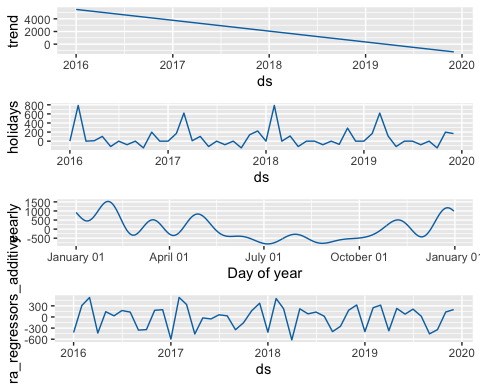 trend
4000
2000
0
2016 2017 2018 2019 2020
ds
holidays
800
600
400
200
0
2016 2017 2018 2019 2020
ds
yearly
1500
1000
500
0
-500
January 01 April 01 July 01 October 01 January 01
Day of year
ra_regressors_additive
300
0
-300
-600
2016 2017 2018 2019 2020
ds